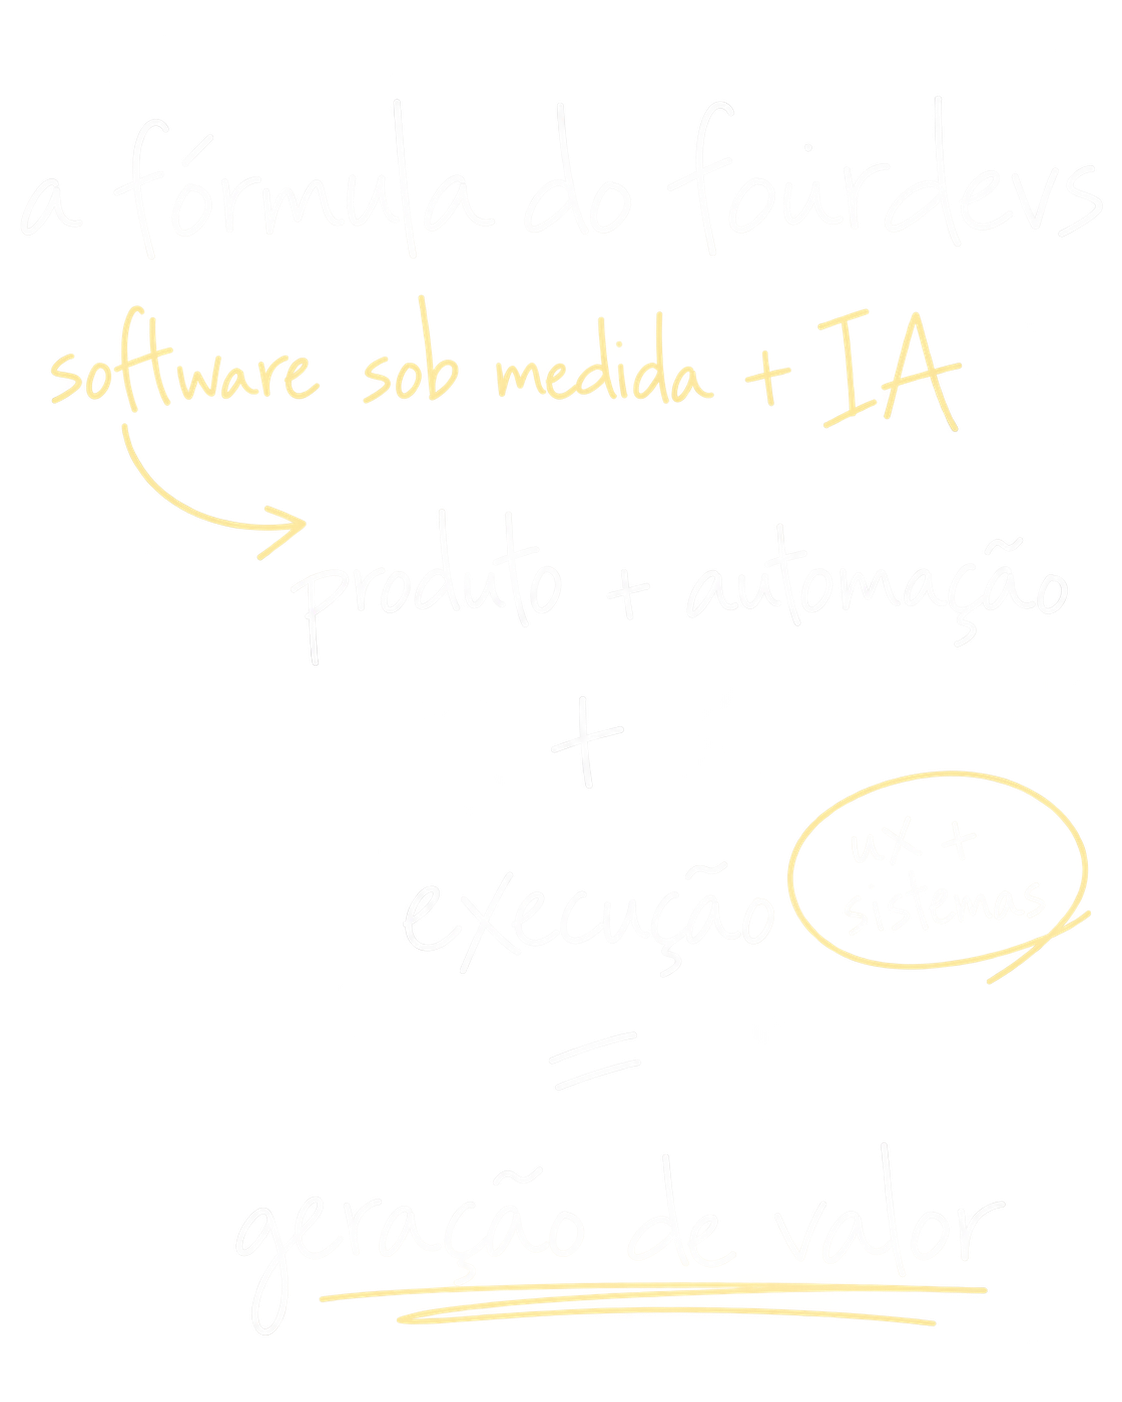 a fórmula do fourdevs
software sob medida + IA
produto + automação
+
execução
ux +
sistemas
=
geração de valor